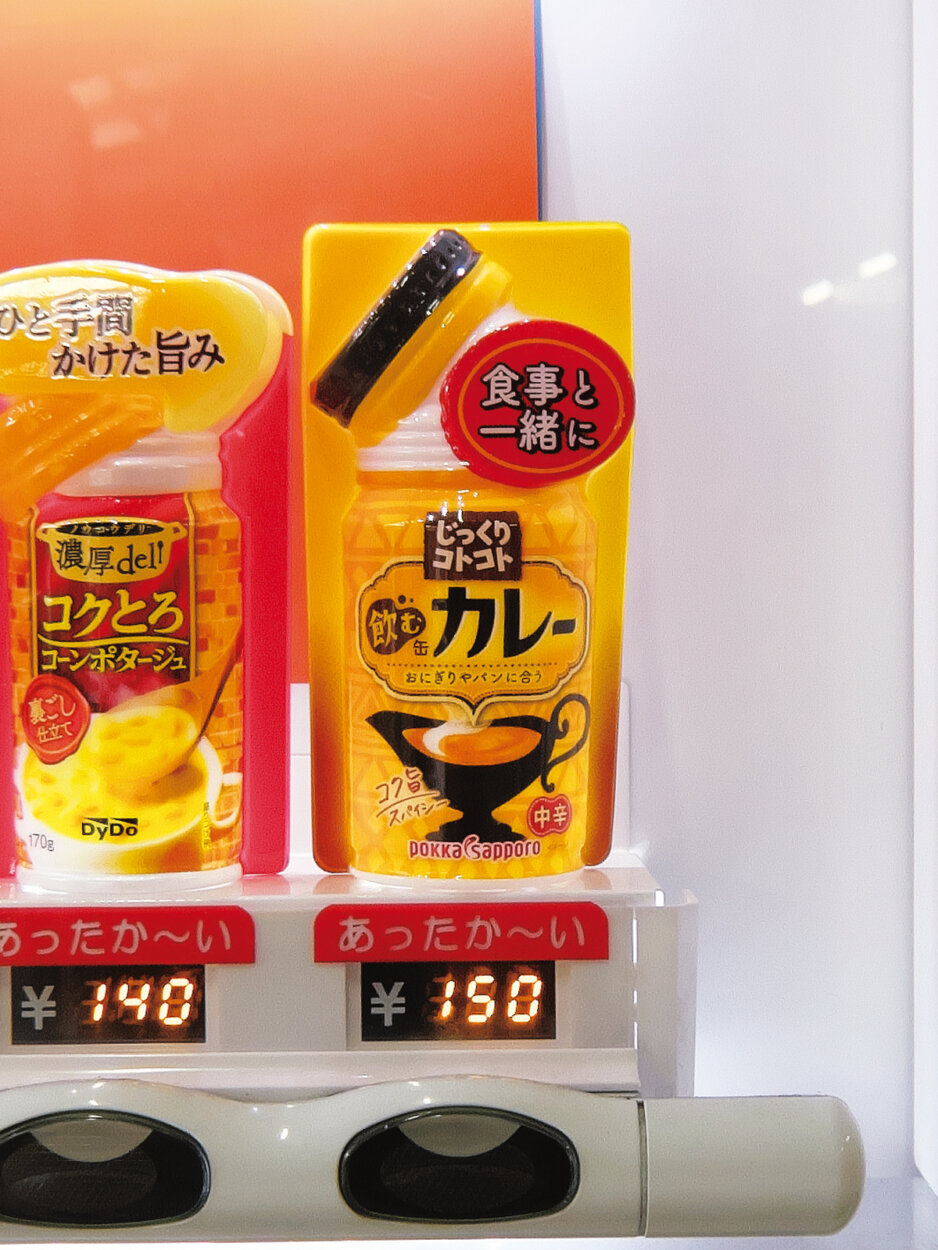 ひと手間
かけた旨み
ノウコウデリ
濃厚deli
コクとろ
コーンポタージュ
裏ごし
仕立て
DyDo
170g
食事と
一緒に
じっくり
コトコト
飲む缶
カレー
おにぎりやパンに合う
コク旨
スパイシー
中辛
pokka sapporo
あったか〜い
¥ 140
あったか〜い
¥ 150